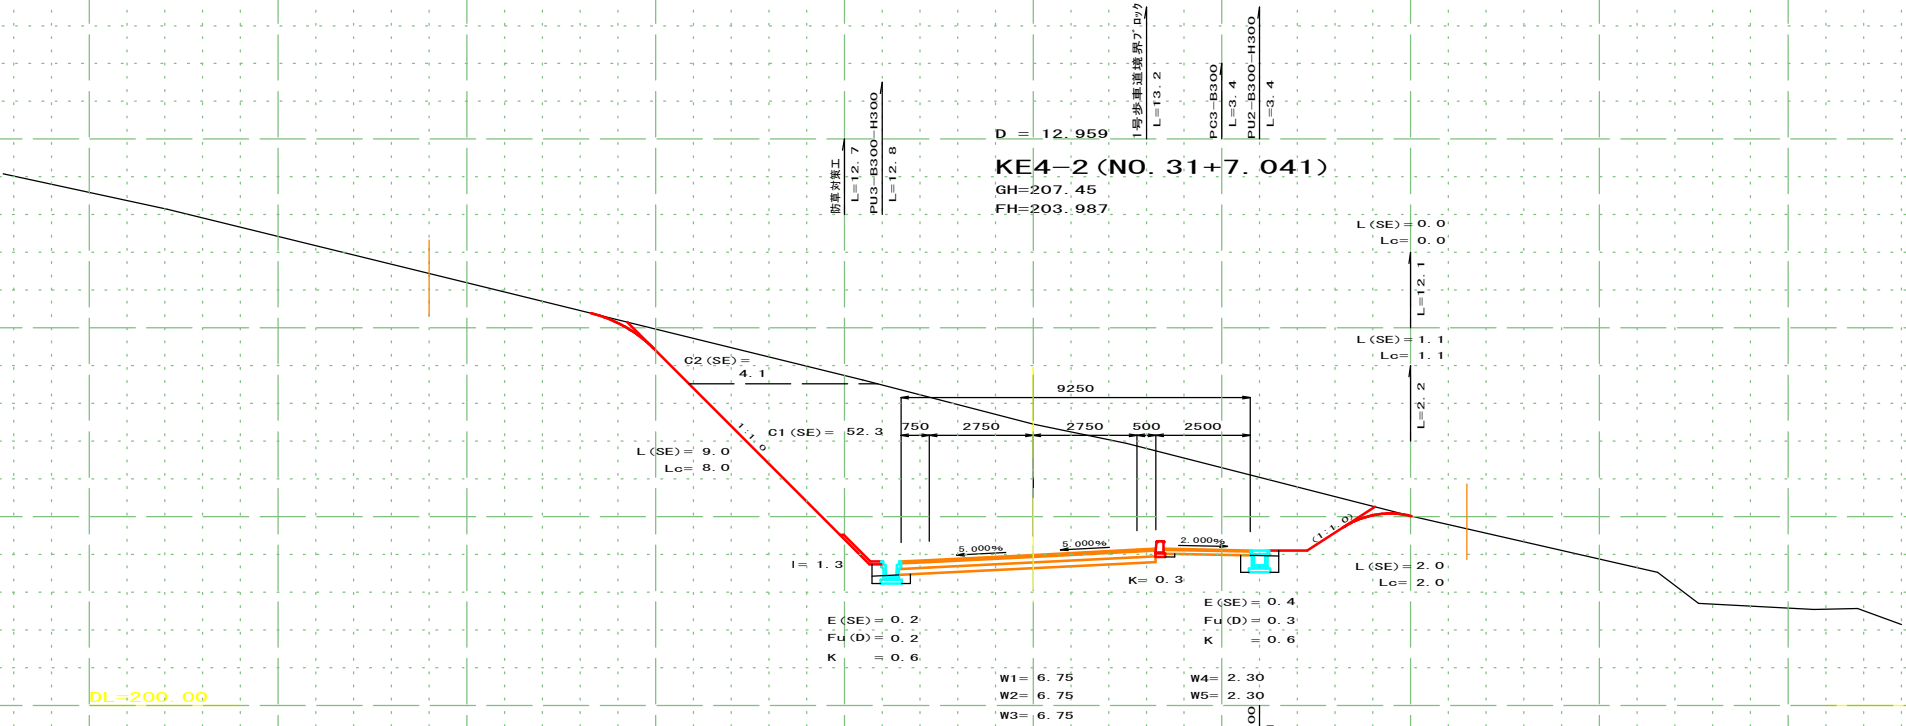 1号歩車道境界ブロック
L=13. 2
PC3-B300
L=3. 4
PU2-B300-H300
L=3. 4
防草対策工
L=12. 7
PU3-B300-H300
L=12. 8
D = 12. 959
KE4-2 (NO. 31+7. 041)
GH=207. 45
FH=203. 987
L(SE)= 0. 0
Lc= 0. 0
L=12. 1
L(SE)= 1. 1
Lc= 1. 1
L=2. 2
C2(SE)=
4. 1
9250
750
2750
2750
500
2500
C1(SE)= 52. 3
1:1. 0
L(SE)= 9. 0
Lc= 8. 0
(1:1. 0)
5. 000%
5. 000%
2. 000%
I= 1. 3
K= 0. 3
L(SE)= 2. 0
Lc= 2. 0
E(SE)= 0. 2
Fu(D)= 0. 2
K = 0. 6
E(SE)= 0. 4
Fu(D)= 0. 3
K = 0. 6
W1= 6. 75
W2= 6. 75
W3= 6. 75
W4= 2. 30
W5= 2. 30
DL=200. 00